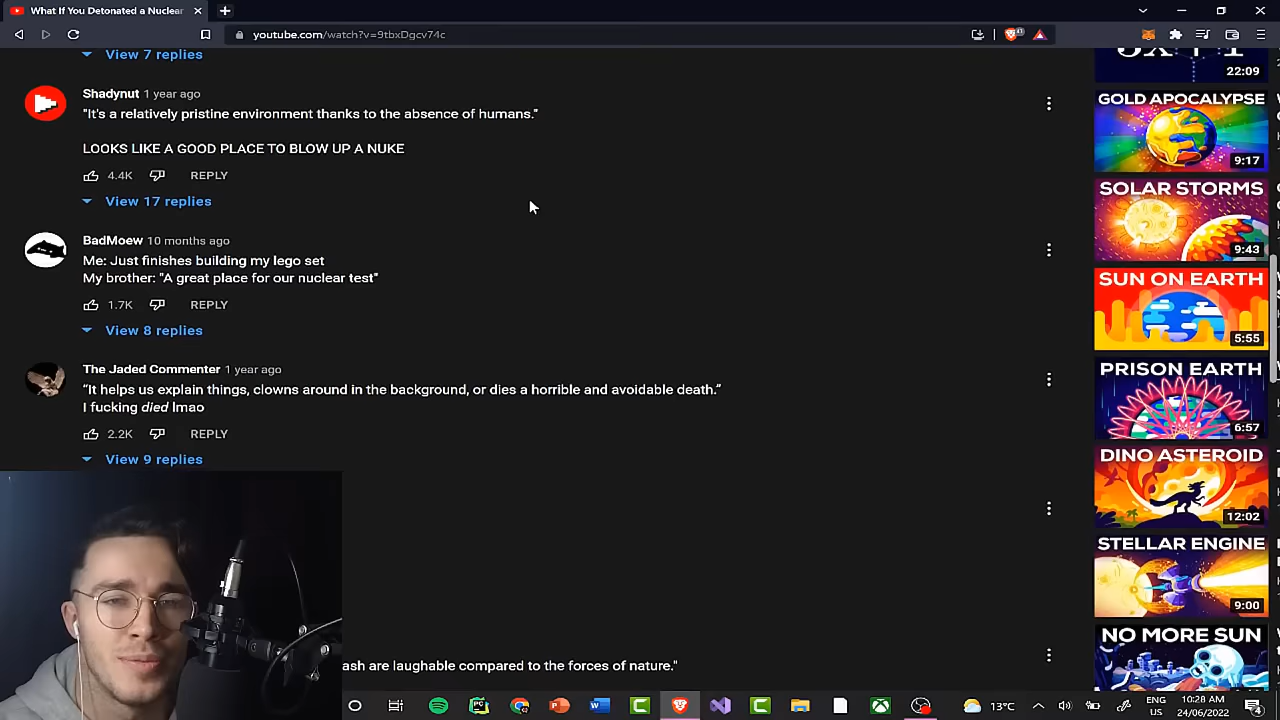 What If You Detonated a Nuclear
youtube.com/watch?v=9tbxDgcv74c
View 7 replies
Shadynut 1 year ago
"It's a relatively pristine environment thanks to the absence of humans."
LOOKS LIKE A GOOD PLACE TO BLOW UP A NUKE
4.4K REPLY
View 17 replies
BadMoew 10 months ago
Me: Just finishes building my lego set
My brother: "A great place for our nuclear test"
1.7K REPLY
View 8 replies
The Jaded Commenter 1 year ago
“It helps us explain things, clowns around in the background, or dies a horrible and avoidable death.”
I fucking died lmao
2.2K REPLY
View 9 replies
ash are laughable compared to the forces of nature."
22:09
GOLD APOCALYPSE
9:17
SOLAR STORMS
9:43
SUN ON EARTH
5:55
PRISON EARTH
6:57
DINO ASTEROID
12:02
STELLAR ENGINE
9:00
NO MORE SUN
13°C
ENG
US
10:28 AM
24/06/2022